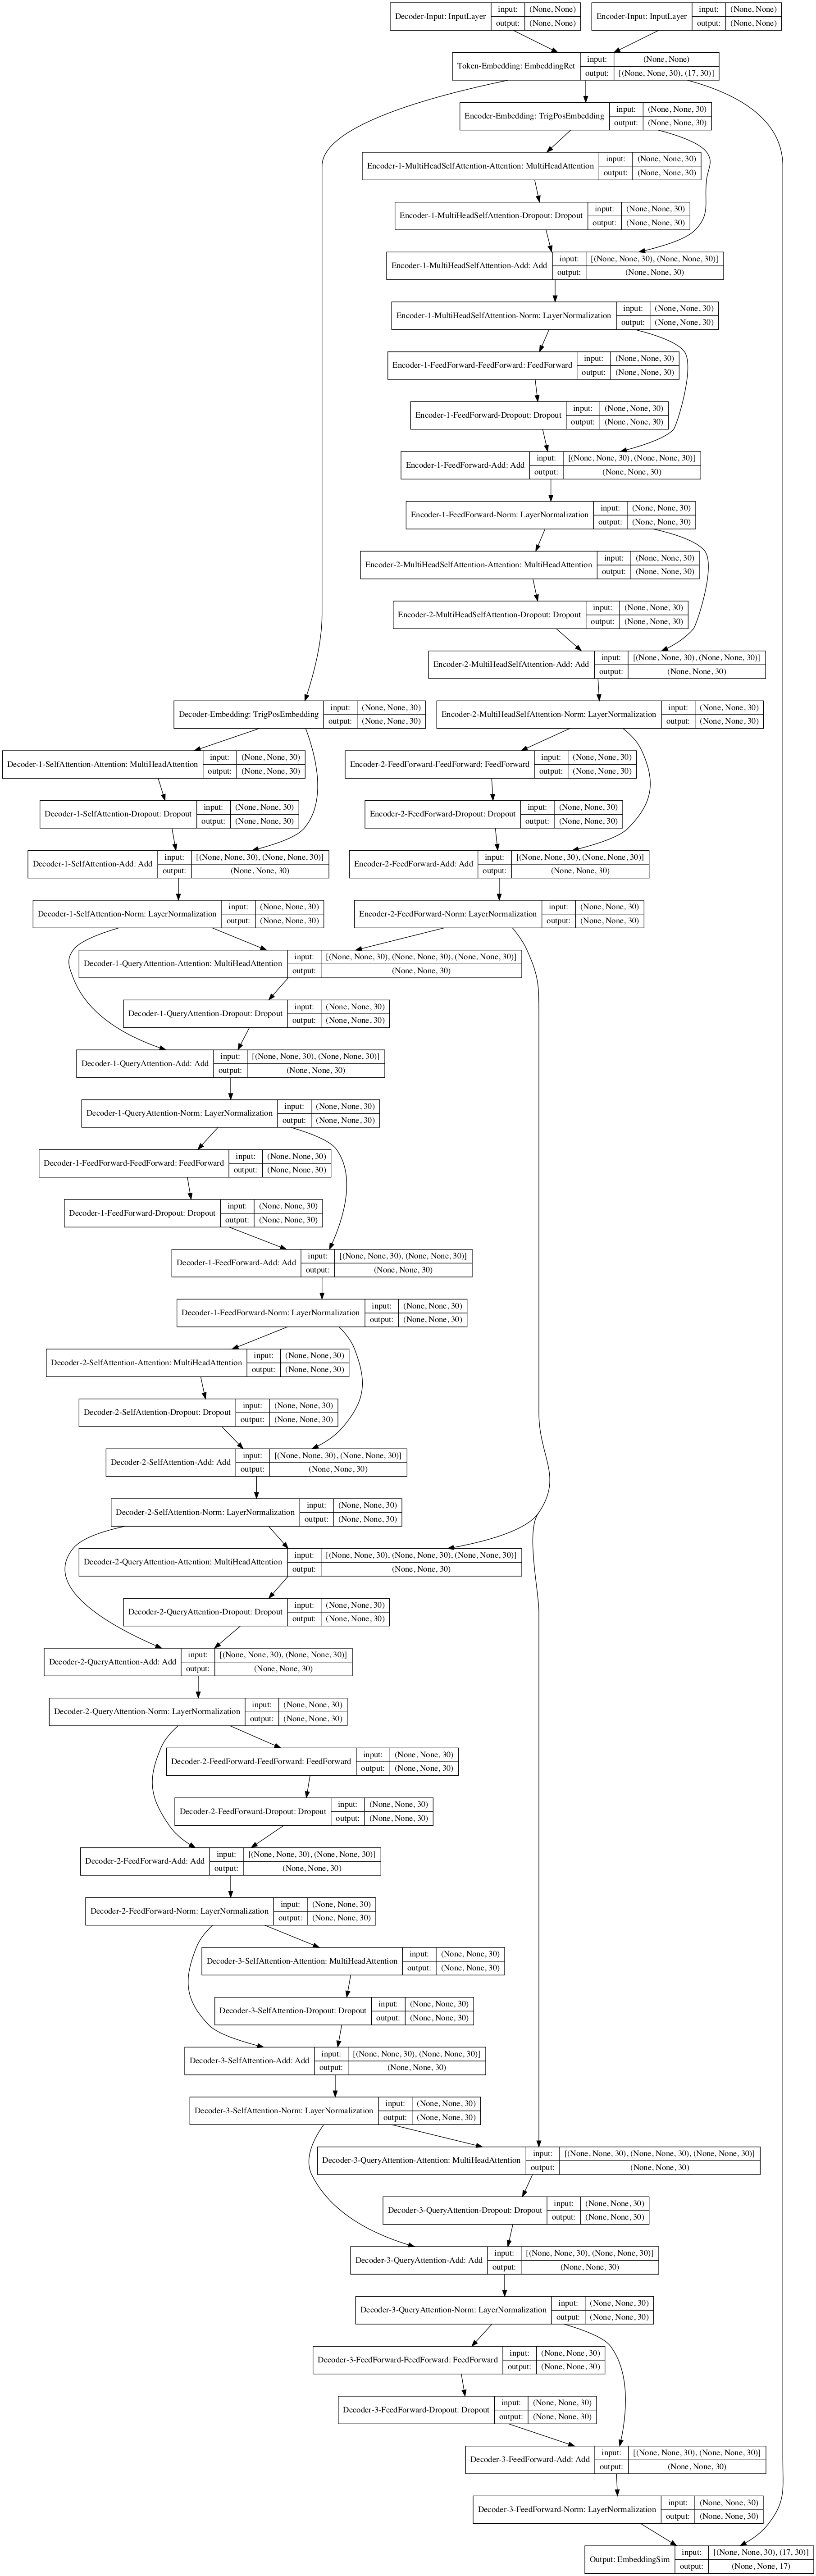 Decoder-Input: InputLayer input: (None, None) output: (None, None)
Encoder-Input: InputLayer input: (None, None) output: (None, None)
Token-Embedding: EmbeddingRet input: (None, None) output: [(None, None, 30), (17, 30)]
Encoder-Embedding: TrigPosEmbedding input: (None, None, 30) output: (None, None, 30)
Encoder-1-MultiHeadSelfAttention-Attention: MultiHeadAttention input: (None, None, 30) output: (None, None, 30)
Encoder-1-MultiHeadSelfAttention-Dropout: Dropout input: (None, None, 30) output: (None, None, 30)
Encoder-1-MultiHeadSelfAttention-Add: Add input: [(None, None, 30), (None, None, 30)] output: (None, None, 30)
Encoder-1-MultiHeadSelfAttention-Norm: LayerNormalization input: (None, None, 30) output: (None, None, 30)
Encoder-1-FeedForward-FeedForward: FeedForward input: (None, None, 30) output: (None, None, 30)
Encoder-1-FeedForward-Dropout: Dropout input: (None, None, 30) output: (None, None, 30)
Encoder-1-FeedForward-Add: Add input: [(None, None, 30), (None, None, 30)] output: (None, None, 30)
Encoder-1-FeedForward-Norm: LayerNormalization input: (None, None, 30) output: (None, None, 30)
Encoder-2-MultiHeadSelfAttention-Attention: MultiHeadAttention input: (None, None, 30) output: (None, None, 30)
Encoder-2-MultiHeadSelfAttention-Dropout: Dropout input: (None, None, 30) output: (None, None, 30)
Encoder-2-MultiHeadSelfAttention-Add: Add input: [(None, None, 30), (None, None, 30)] output: (None, None, 30)
Decoder-Embedding: TrigPosEmbedding input: (None, None, 30) output: (None, None, 30)
Encoder-2-MultiHeadSelfAttention-Norm: LayerNormalization input: (None, None, 30) output: (None, None, 30)
Decoder-1-SelfAttention-Attention: MultiHeadAttention input: (None, None, 30) output: (None, None, 30)
Encoder-2-FeedForward-FeedForward: FeedForward input: (None, None, 30) output: (None, None, 30)
Decoder-1-SelfAttention-Dropout: Dropout input: (None, None, 30) output: (None, None, 30)
Encoder-2-FeedForward-Dropout: Dropout input: (None, None, 30) output: (None, None, 30)
Decoder-1-SelfAttention-Add: Add input: [(None, None, 30), (None, None, 30)] output: (None, None, 30)
Encoder-2-FeedForward-Add: Add input: [(None, None, 30), (None, None, 30)] output: (None, None, 30)
Decoder-1-SelfAttention-Norm: LayerNormalization input: (None, None, 30) output: (None, None, 30)
Encoder-2-FeedForward-Norm: LayerNormalization input: (None, None, 30) output: (None, None, 30)
Decoder-1-QueryAttention-Attention: MultiHeadAttention input: [(None, None, 30), (None, None, 30), (None, None, 30)] output: (None, None, 30)
Decoder-1-QueryAttention-Dropout: Dropout input: (None, None, 30) output: (None, None, 30)
Decoder-1-QueryAttention-Add: Add input: [(None, None, 30), (None, None, 30)] output: (None, None, 30)
Decoder-1-QueryAttention-Norm: LayerNormalization input: (None, None, 30) output: (None, None, 30)
Decoder-1-FeedForward-FeedForward: FeedForward input: (None, None, 30) output: (None, None, 30)
Decoder-1-FeedForward-Dropout: Dropout input: (None, None, 30) output: (None, None, 30)
Decoder-1-FeedForward-Add: Add input: [(None, None, 30), (None, None, 30)] output: (None, None, 30)
Decoder-1-FeedForward-Norm: LayerNormalization input: (None, None, 30) output: (None, None, 30)
Decoder-2-SelfAttention-Attention: MultiHeadAttention input: (None, None, 30) output: (None, None, 30)
Decoder-2-SelfAttention-Dropout: Dropout input: (None, None, 30) output: (None, None, 30)
Decoder-2-SelfAttention-Add: Add input: [(None, None, 30), (None, None, 30)] output: (None, None, 30)
Decoder-2-SelfAttention-Norm: LayerNormalization input: (None, None, 30) output: (None, None, 30)
Decoder-2-QueryAttention-Attention: MultiHeadAttention input: [(None, None, 30), (None, None, 30), (None, None, 30)] output: (None, None, 30)
Decoder-2-QueryAttention-Dropout: Dropout input: (None, None, 30) output: (None, None, 30)
Decoder-2-QueryAttention-Add: Add input: [(None, None, 30), (None, None, 30)] output: (None, None, 30)
Decoder-2-QueryAttention-Norm: LayerNormalization input: (None, None, 30) output: (None, None, 30)
Decoder-2-FeedForward-FeedForward: FeedForward input: (None, None, 30) output: (None, None, 30)
Decoder-2-FeedForward-Dropout: Dropout input: (None, None, 30) output: (None, None, 30)
Decoder-2-FeedForward-Add: Add input: [(None, None, 30), (None, None, 30)] output: (None, None, 30)
Decoder-2-FeedForward-Norm: LayerNormalization input: (None, None, 30) output: (None, None, 30)
Decoder-3-SelfAttention-Attention: MultiHeadAttention input: (None, None, 30) output: (None, None, 30)
Decoder-3-SelfAttention-Dropout: Dropout input: (None, None, 30) output: (None, None, 30)
Decoder-3-SelfAttention-Add: Add input: [(None, None, 30), (None, None, 30)] output: (None, None, 30)
Decoder-3-SelfAttention-Norm: LayerNormalization input: (None, None, 30) output: (None, None, 30)
Decoder-3-QueryAttention-Attention: MultiHeadAttention input: [(None, None, 30), (None, None, 30), (None, None, 30)] output: (None, None, 30)
Decoder-3-QueryAttention-Dropout: Dropout input: (None, None, 30) output: (None, None, 30)
Decoder-3-QueryAttention-Add: Add input: [(None, None, 30), (None, None, 30)] output: (None, None, 30)
Decoder-3-QueryAttention-Norm: LayerNormalization input: (None, None, 30) output: (None, None, 30)
Decoder-3-FeedForward-FeedForward: FeedForward input: (None, None, 30) output: (None, None, 30)
Decoder-3-FeedForward-Dropout: Dropout input: (None, None, 30) output: (None, None, 30)
Decoder-3-FeedForward-Add: Add input: [(None, None, 30), (None, None, 30)] output: (None, None, 30)
Decoder-3-FeedForward-Norm: LayerNormalization input: (None, None, 30) output: (None, None, 30)
Output: EmbeddingSim input: [(None, None, 30), (17, 30)] output: (None, None, 17)